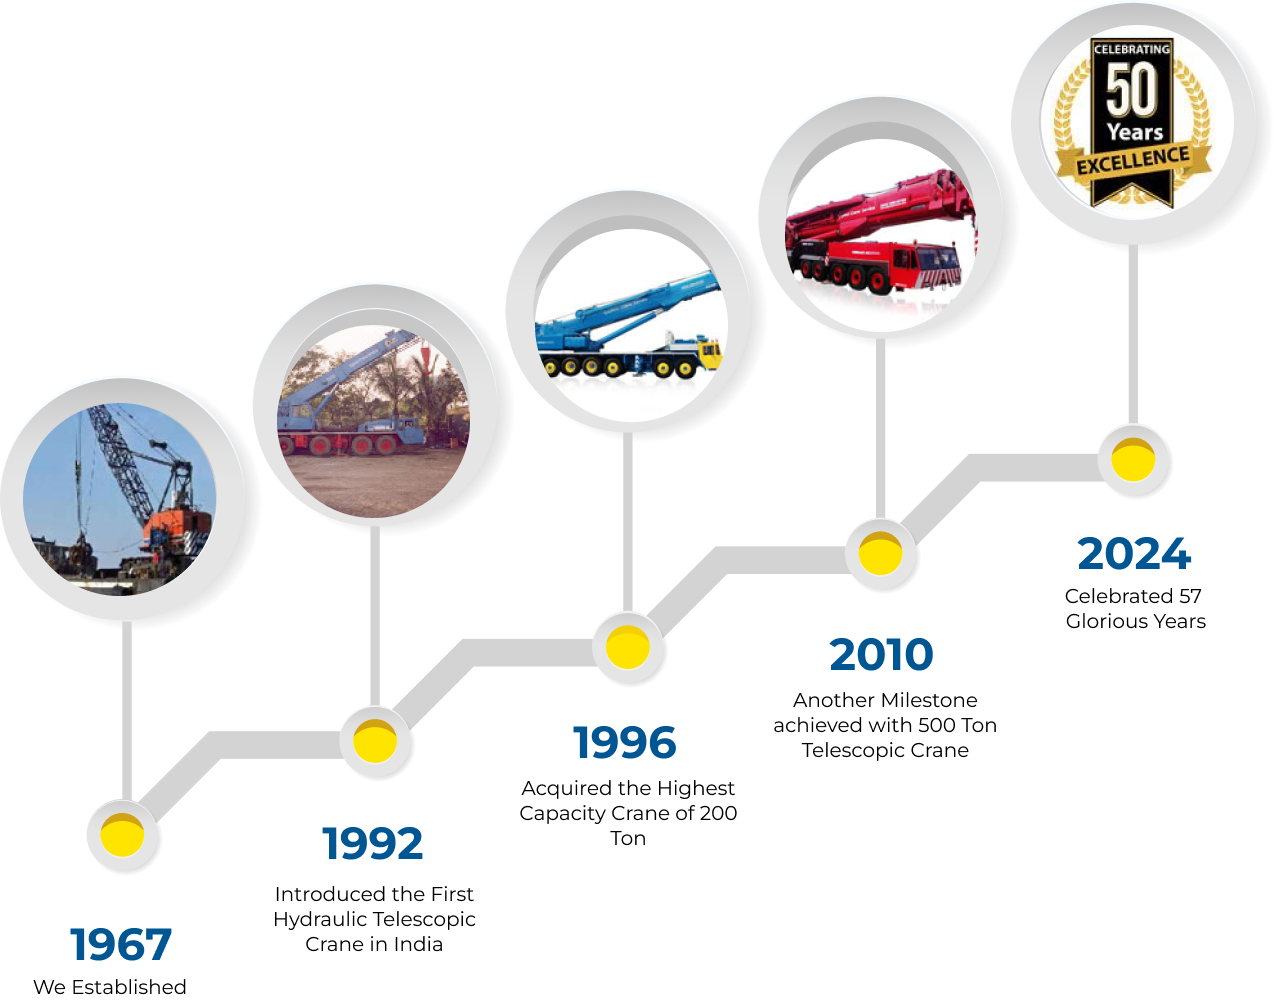 1967
We Established
1992
Introduced the First
Hydraulic Telescopic
Crane in India
1996
Acquired the Highest
Capacity Crane of 200
Ton
2010
Another Milestone
achieved with 500 Ton
Telescopic Crane
CELEBRATING
50
Years
EXCELLENCE
2024
Celebrated 57
Glorious Years